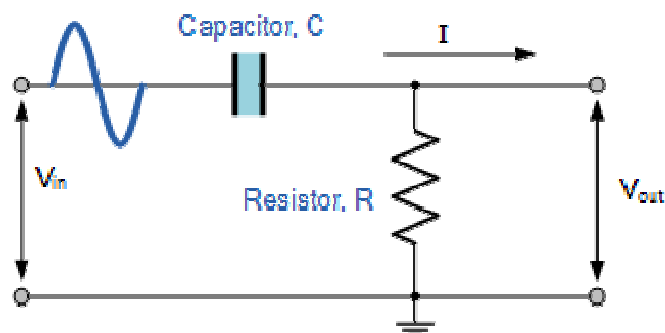 Capacitor, C
I
Vin
Resistor, R
Vout